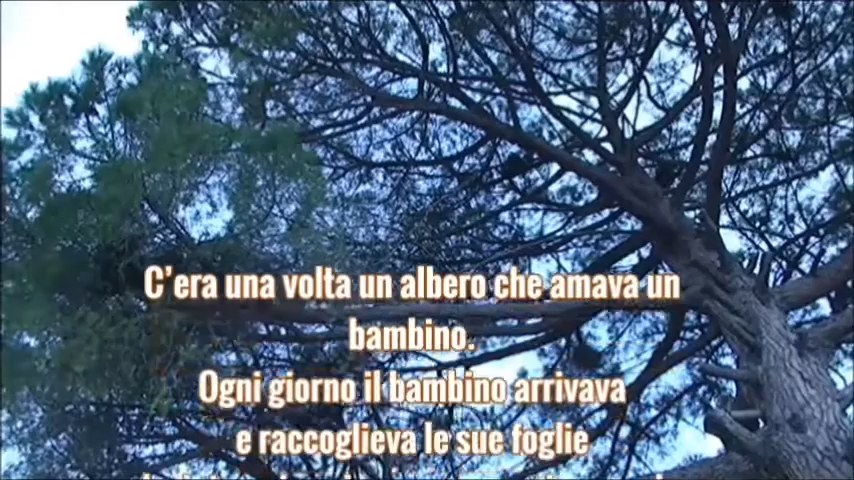 C'era una volta un albero che amava un
bambino.
Ogni giorno il bambino arrivava
e raccoglieva le sue foglie